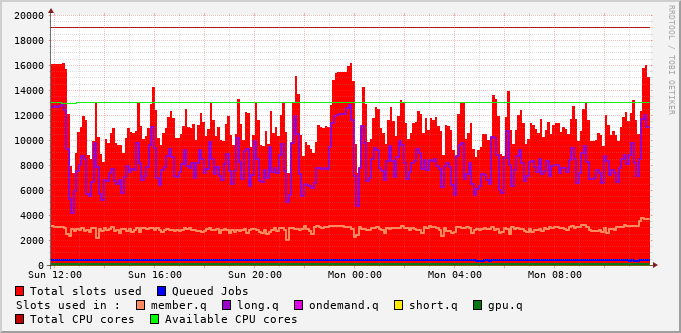 20000
18000
16000
14000
12000
10000
8000
6000
4000
2000
0
Sun 12:00 Sun 16:00 Sun 20:00 Mon 00:00 Mon 04:00 Mon 08:00
Total slots used Queued Jobs
Slots used in : member.q long.q ondemand.q short.q gpu.q
Total CPU cores Available CPU cores
RRDTOOL / TOBI OETIKER